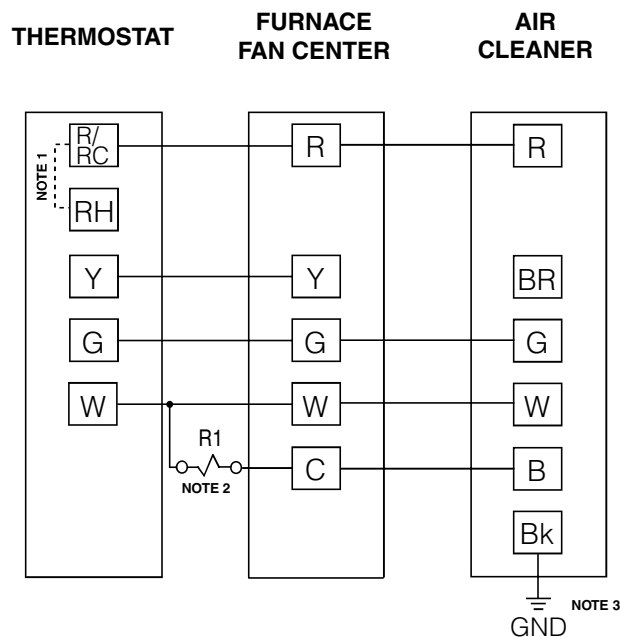 THERMOSTAT
FURNACE
FAN CENTER
AIR
CLEANER
R/
RC
R
R
NOTE 1
RH
Y
Y
BR
G
G
G
W
W
W
R1
NOTE 2
C
B
Bk
NOTE 3
GND